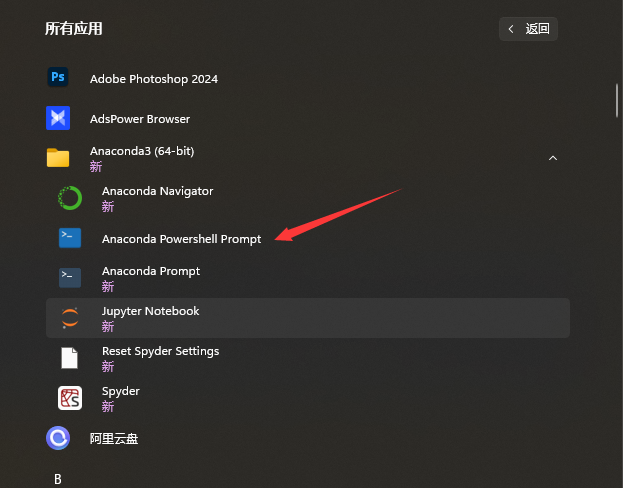 所有应用
返回
Ps
Adobe Photoshop 2024
AdsPower Browser
Anaconda3 (64-bit)
新
Anaconda Navigator
新
Anaconda Powershell Prompt
Anaconda Prompt
新
Jupyter Notebook
新
Reset Spyder Settings
新
Spyder
新
阿里云盘
B